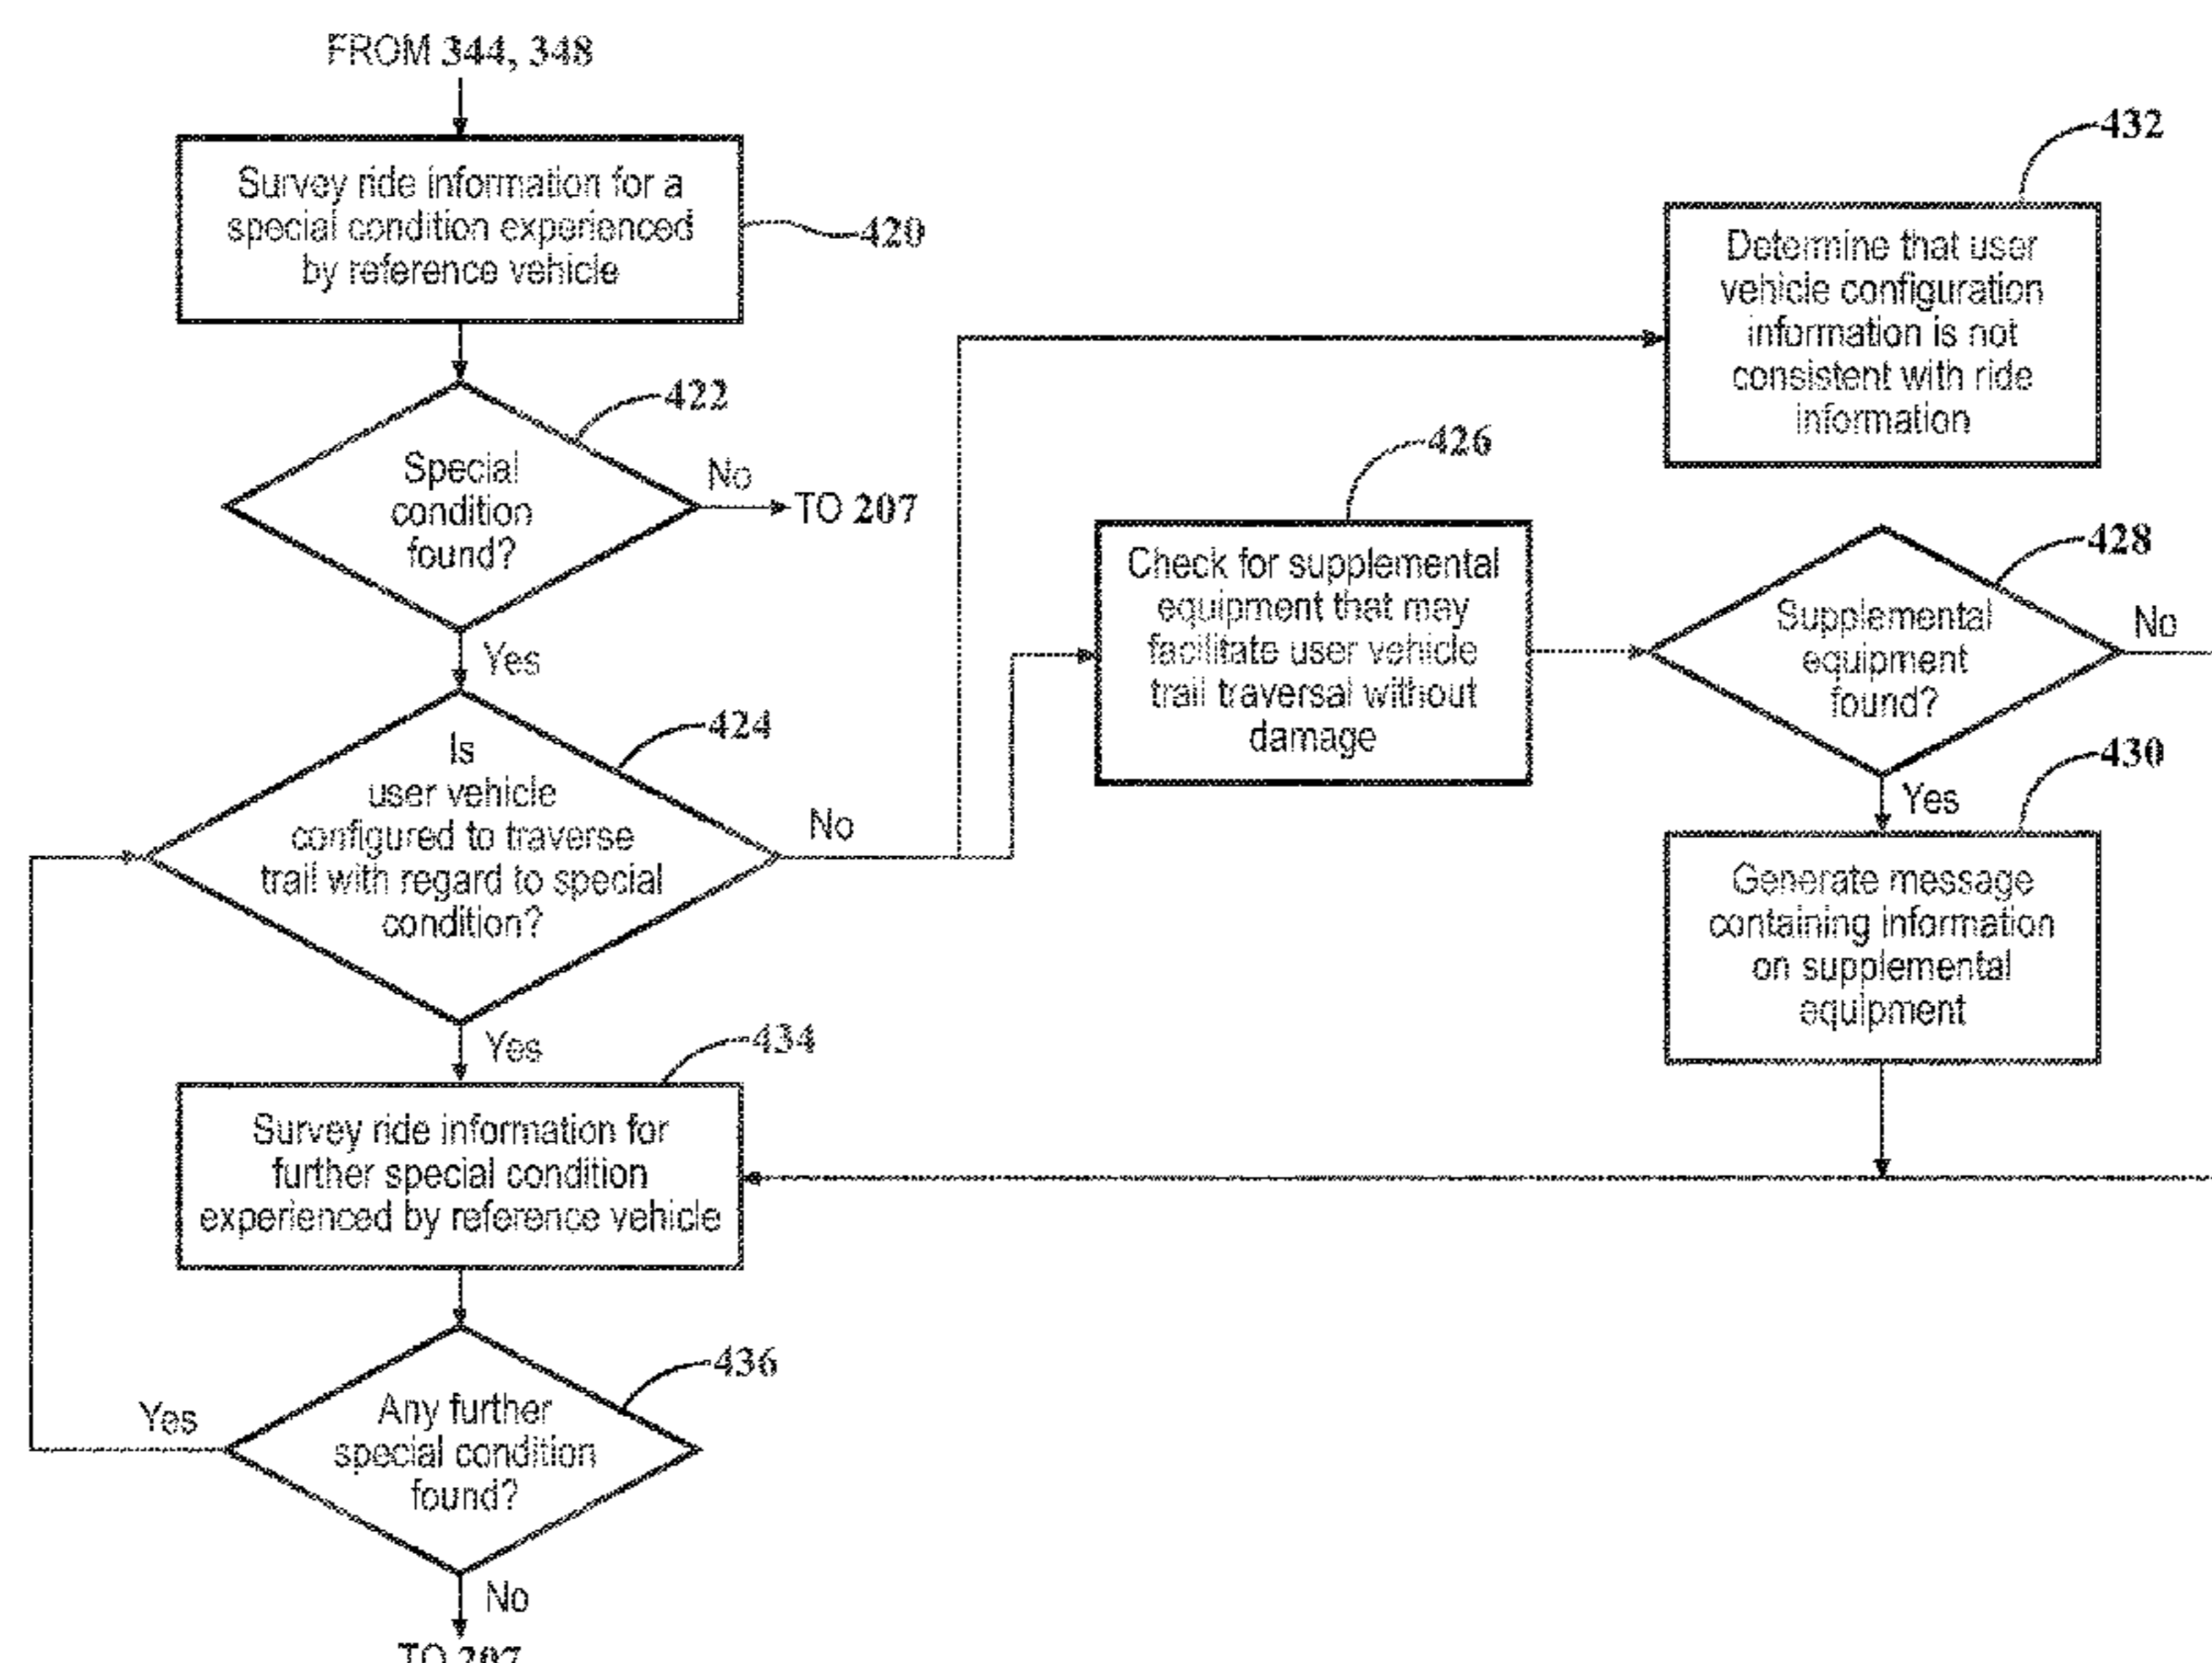 FROM 344, 348
Survey ride information for a
special condition experienced
by reference vehicle
420
422
Special
condition
found?
No
TO 207
Yes
424
Is
user vehicle
configured to traverse
trail with regard to special
condition?
No
Yes
434
Survey ride information for
further special condition
experienced by reference vehicle
436
Any further
special condition
found?
Yes
No
TO 207
432
Determine that user
vehicle configuration
information is not
consistent with ride
information
426
Check for supplemental
equipment that may
facilitate user vehicle
trail traversal without
damage
428
Supplemental
equipment
found?
No
Yes
430
Generate message
containing information
on supplemental
equipment